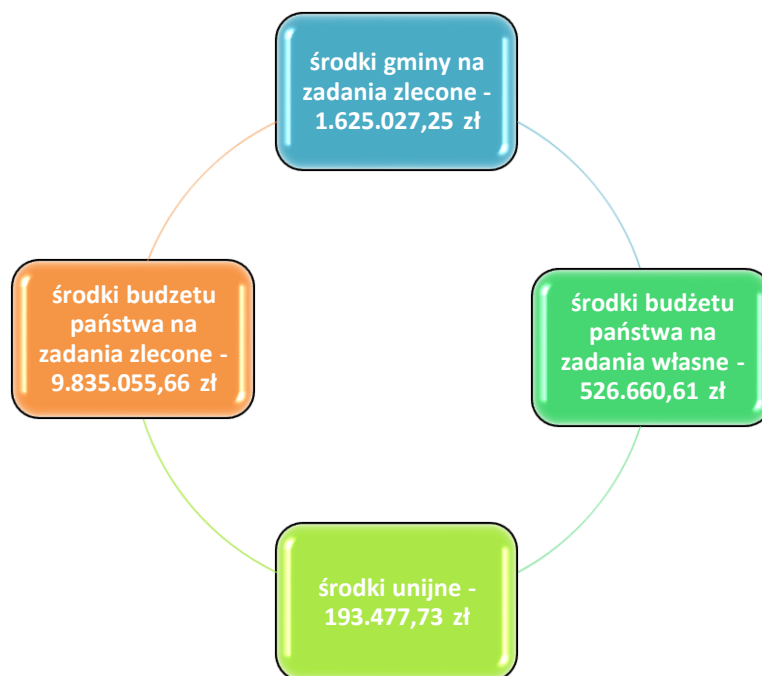 środki gminy na
zadania zlecone -
1.625.027,25 zł
środki budzetu
państwa na
zadania zlecone -
9.835.055,66 zł
środki budżetu
państwa na
zadania własne -
526.660,61 zł
środki unijne -
193.477,73 zł